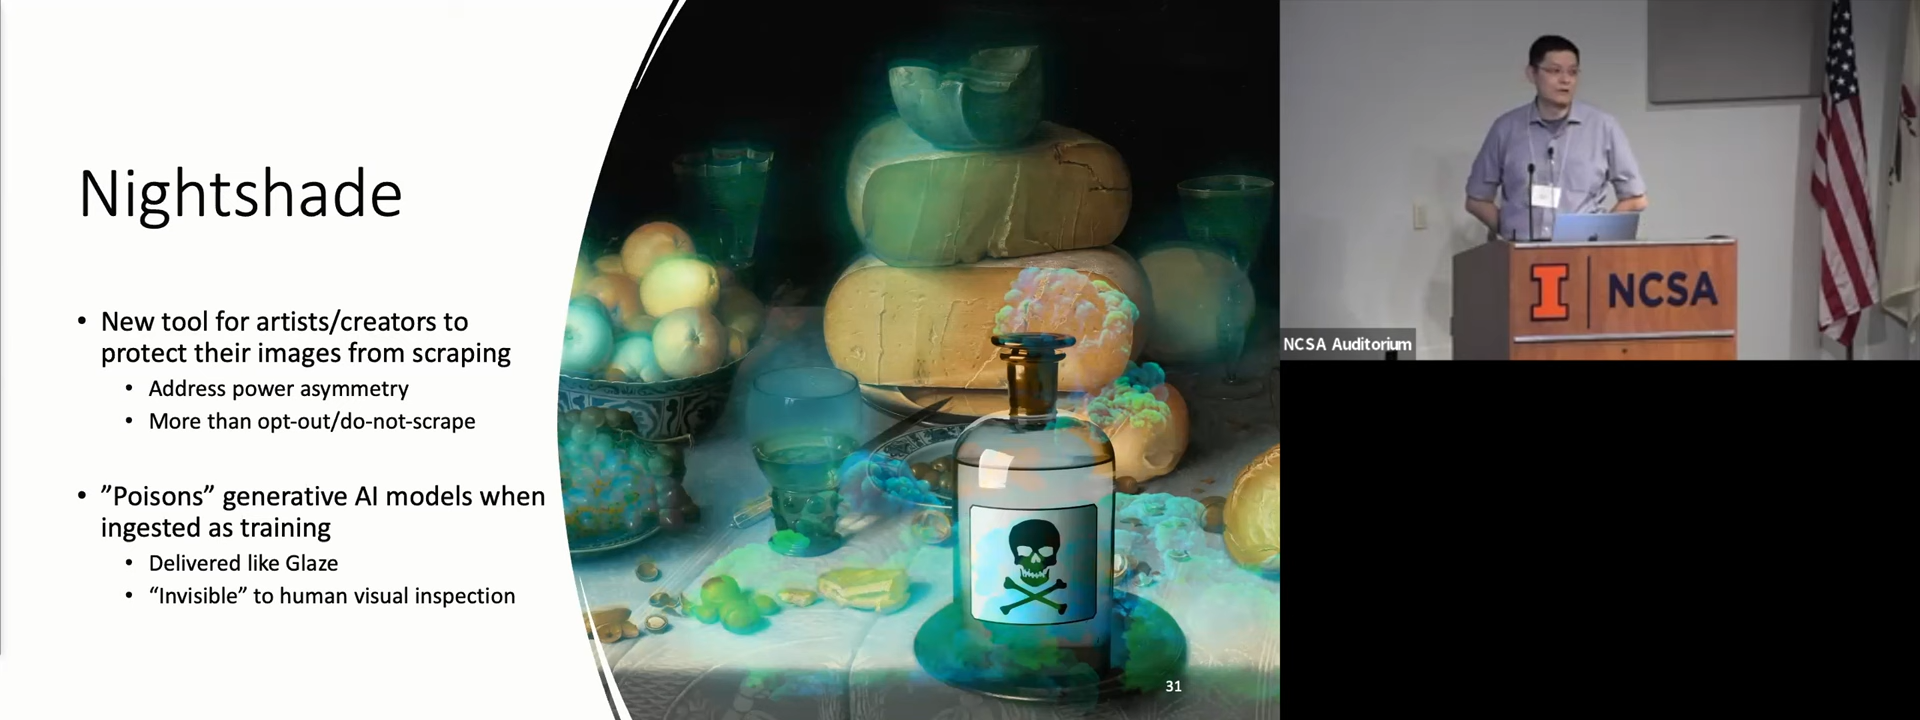 Nightshade
• New tool for artists/creators to
protect their images from scraping
• Address power asymmetry
• More than opt-out/do-not-scrape
• ”Poisons” generative AI models when
ingested as training
• Delivered like Glaze
• “Invisible” to human visual inspection
31
I NCSA
NCSA Auditorium